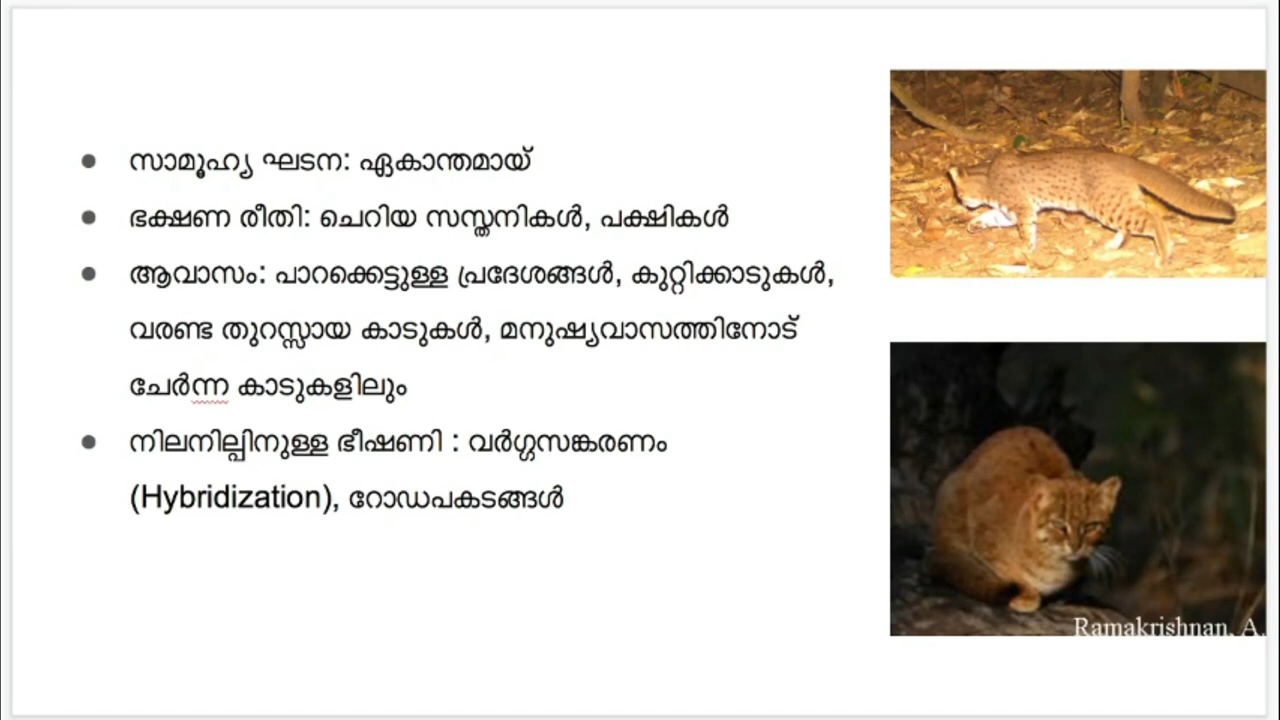 സാമൂഹ്യ ഘടന: ഏകാന്തമായ്
ഭക്ഷണ രീതി: ചെറിയ സസ്തനികൾ, പക്ഷികൾ
ആവാസം: പാറക്കെട്ടുള്ള പ്രദേശങ്ങൾ, കുറ്റിക്കാടുകൾ,
വരണ്ട തുറസ്സായ കാടുകൾ, മനുഷ്യവാസത്തിനോട്
ചേർന്ന കാടുകളിലും
നിലനില്പിനുള്ള ഭീഷണി : വർഗ്ഗസങ്കരണം
(Hybridization), റോഡപകടങ്ങൾ
Ramakrishnan, A.